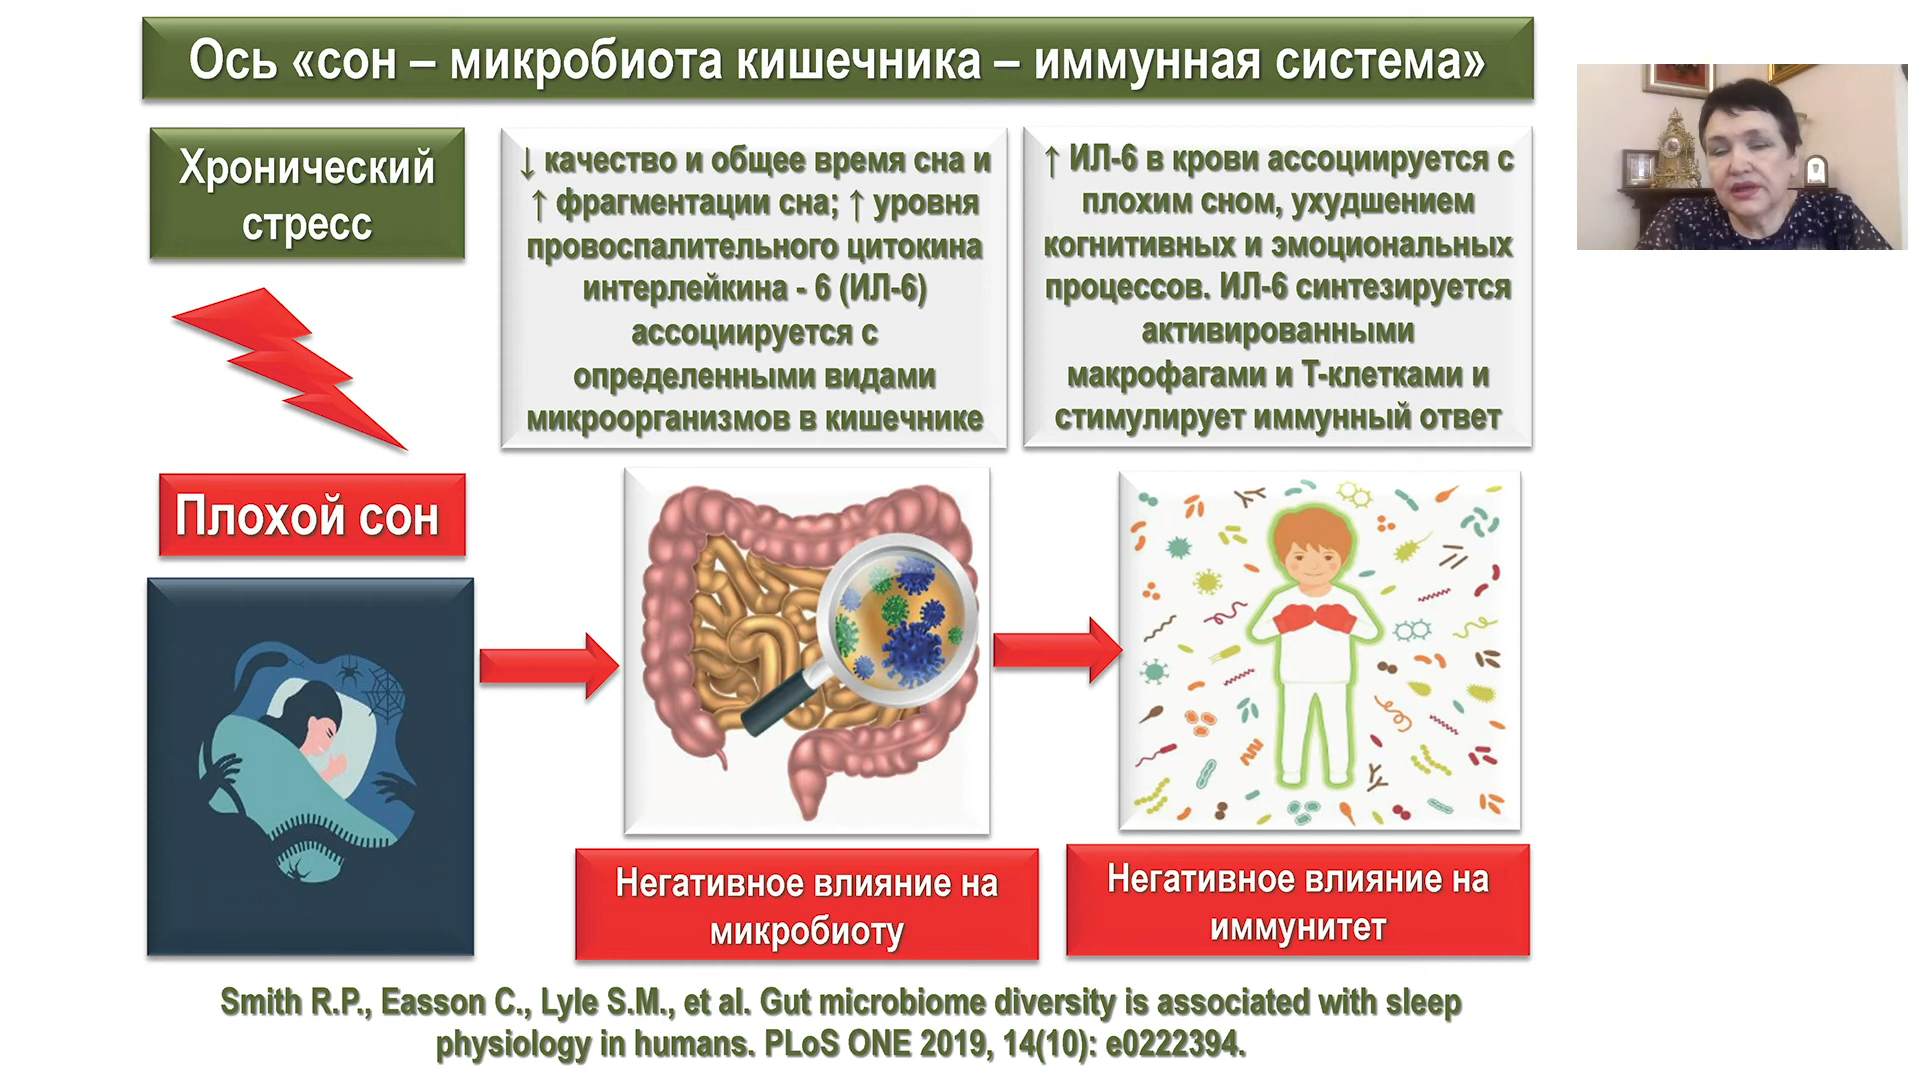 Ось «сон – микробиота кишечника – иммунная система»
Хронический
стресс
↓ качество и общее время сна и
↑ фрагментации сна; ↑ уровня
провоспалительного цитокина
интерлейкина - 6 (ИЛ-6)
ассоциируется с
определенными видами
микроорганизмов в кишечнике
↑ ИЛ-6 в крови ассоциируется с
плохим сном, ухудшением
когнитивных и эмоциональных
процессов. ИЛ-6 синтезируется
активированными
макрофагами и Т-клетками и
стимулирует иммунный ответ
Плохой сон
Негативное влияние на
микробиоту
Негативное влияние на
иммунитет
Smith R.P., Easson C., Lyle S.M., et al. Gut microbiome diversity is associated with sleep
physiology in humans. PLoS ONE 2019, 14(10): e0222394.